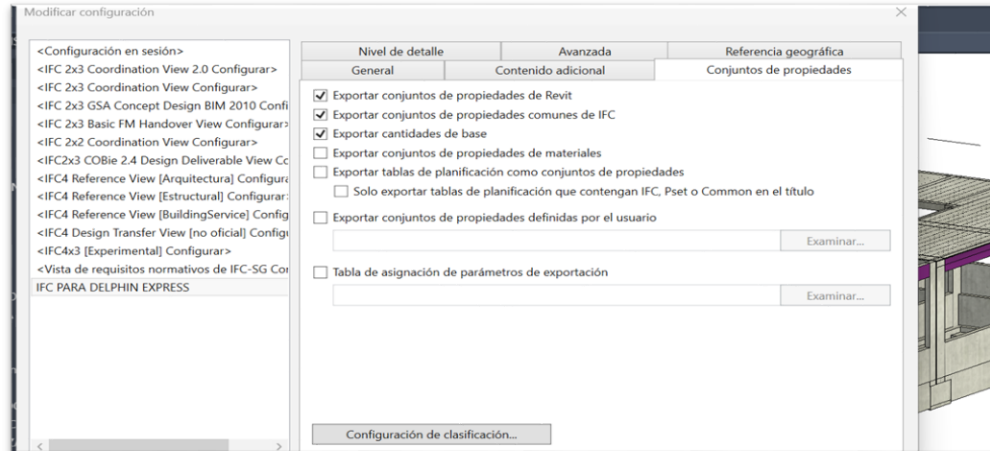 Modificar configuración
<Configuración en sesión>
<IFC 2x3 Coordination View 2.0 Configurar>
<IFC 2x3 Coordination View Configurar>
<IFC 2x3 GSA Concept Design BIM 2010 Confi
<IFC 2x3 Basic FM Handover View Configurar>
<IFC 2x2 Coordination View Configurar>
<IFC2x3 COBie 2.4 Design Deliverable View Co
<IFC4 Reference View [Arquitectura] Configura
<IFC4 Reference View [Estructural] Configurar>
<IFC4 Reference View [BuildingService] Config
<IFC4 Design Transfer View [no oficial] Configu
<IFC4x3 [Experimental] Configurar>
<Vista de requisitos normativos de IFC-SG Con
IFC PARA DELPHIN EXPRESS
Nivel de detalle
Avanzada
Referencia geográfica
General
Contenido adicional
Conjuntos de propiedades
Exportar conjuntos de propiedades de Revit
Exportar conjuntos de propiedades comunes de IFC
Exportar cantidades de base
Exportar conjuntos de propiedades de materiales
Exportar tablas de planificación como conjuntos de propiedades
Solo exportar tablas de planificación que contengan IFC, Pset o Common en el título
Exportar conjuntos de propiedades definidas por el usuario
Examinar...
Tabla de asignación de parámetros de exportación
Examinar...
Configuración de clasificación...